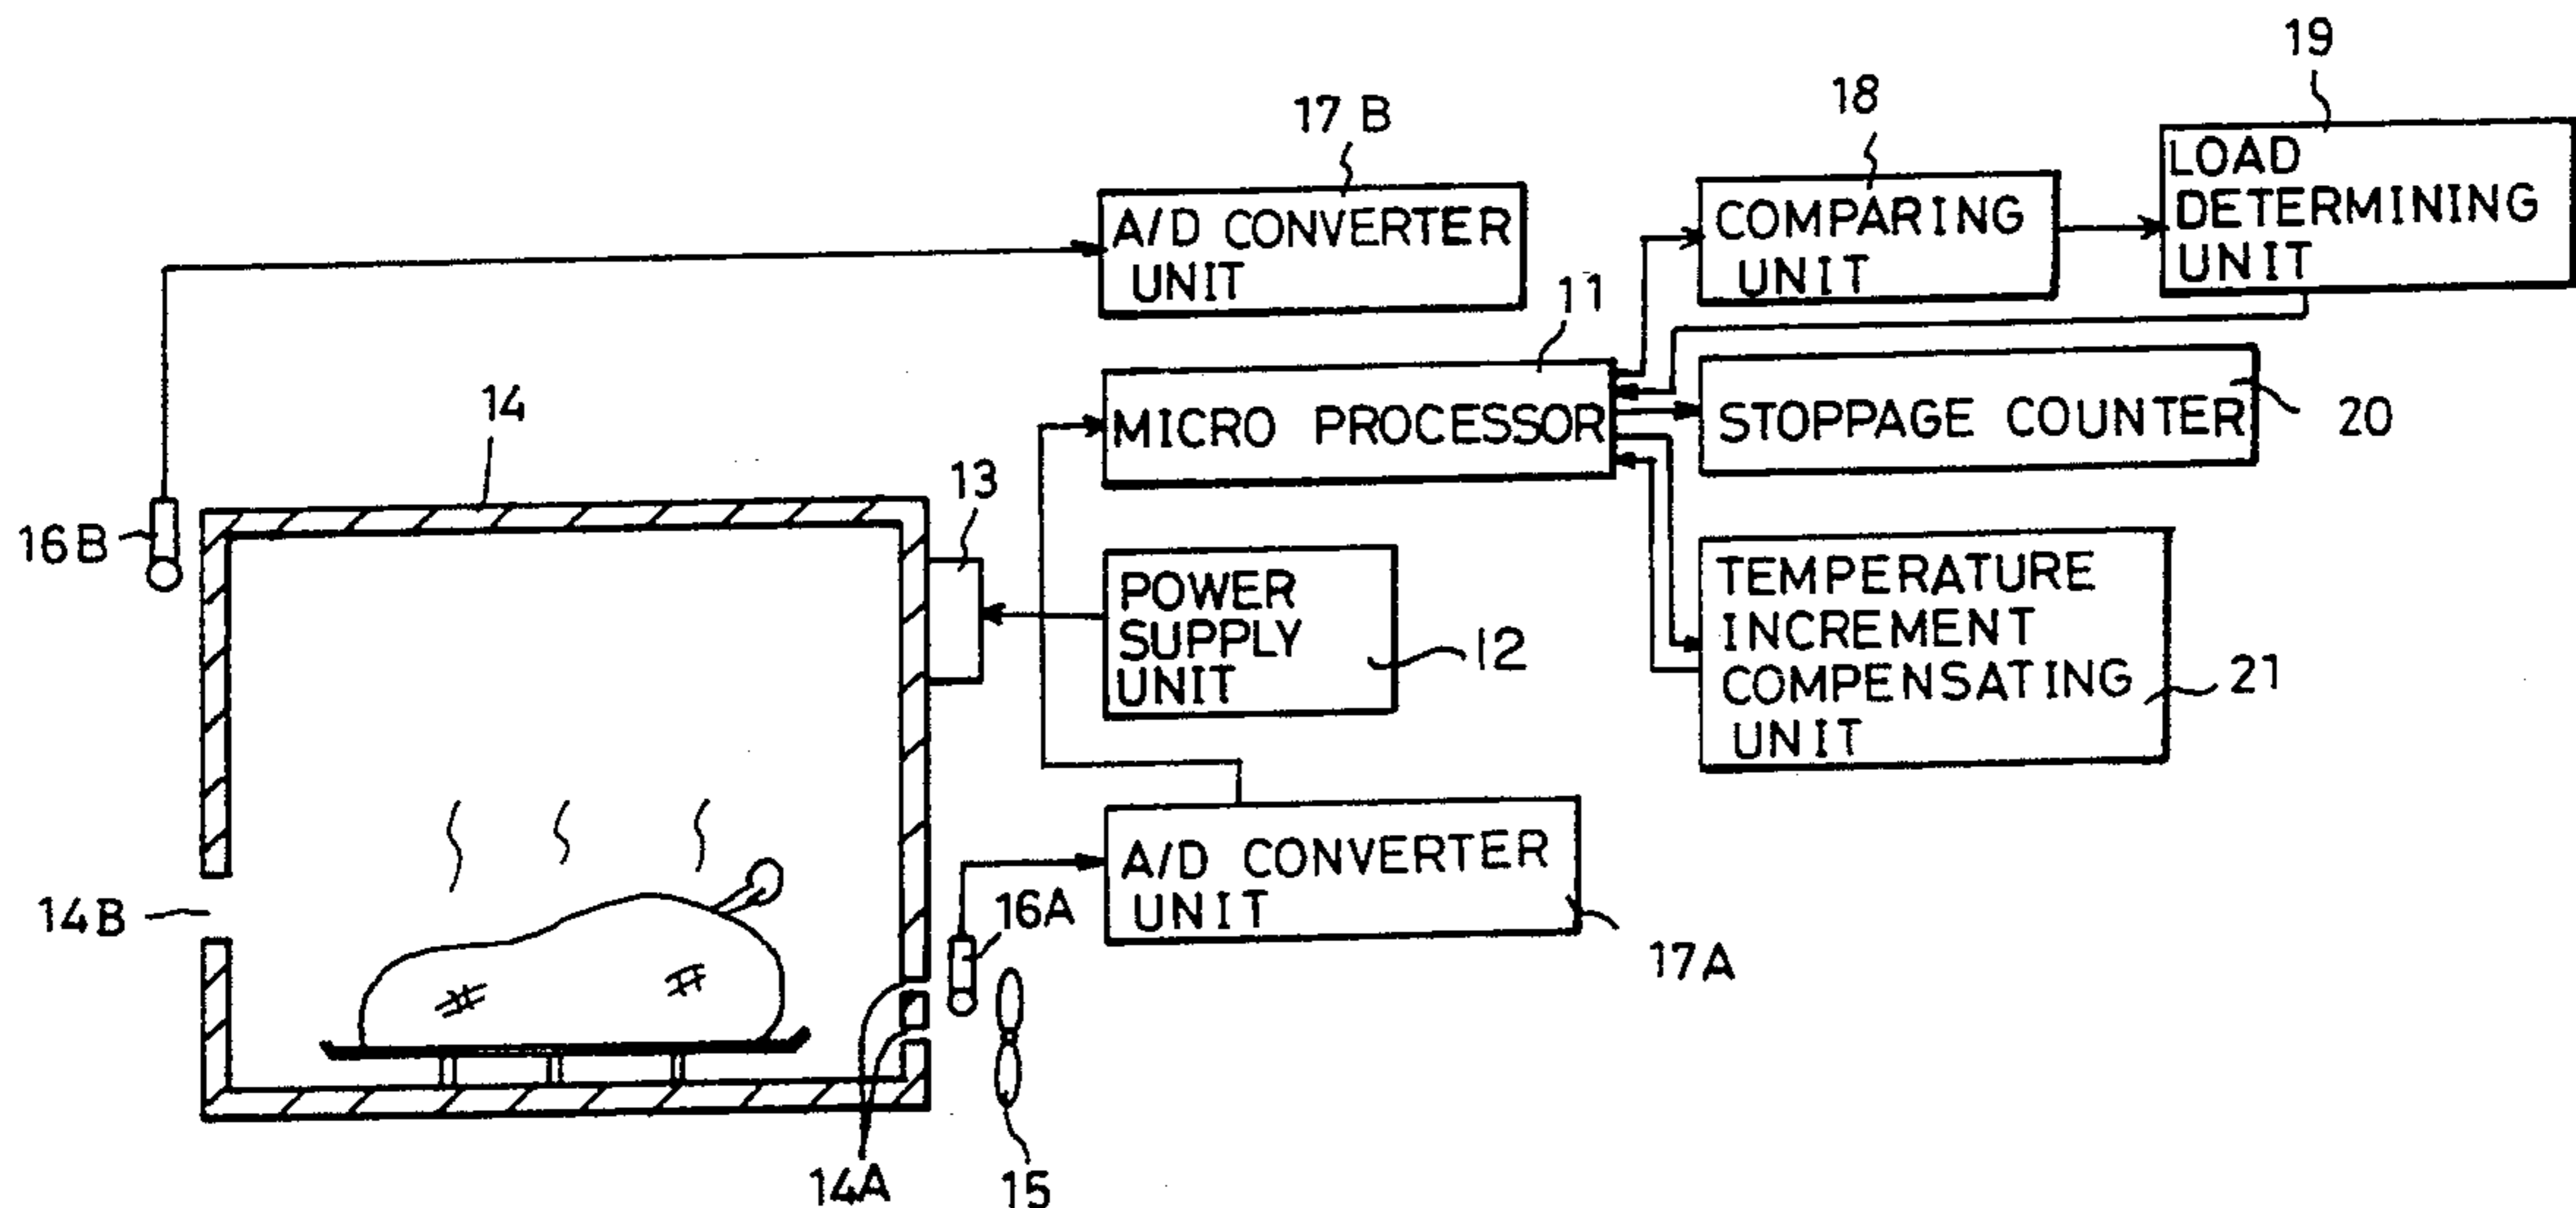 19
18
17 B
LOAD
DETERMINING
UNIT
COMPARING
UNIT
A/D CONVERTER
UNIT
11
14
MICRO PROCESSOR
STOPPAGE COUNTER
20
13
16B
POWER
SUPPLY
UNIT
12
TEMPERATURE
INCREMENT
COMPENSATING
UNIT
21
A/D CONVERTER
UNIT
16A
14B
17A
14A
15